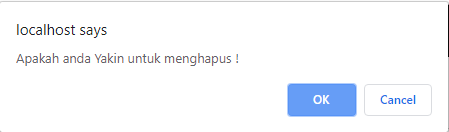 localhost says
Apakah anda Yakin untuk menghapus !
OK
Cancel